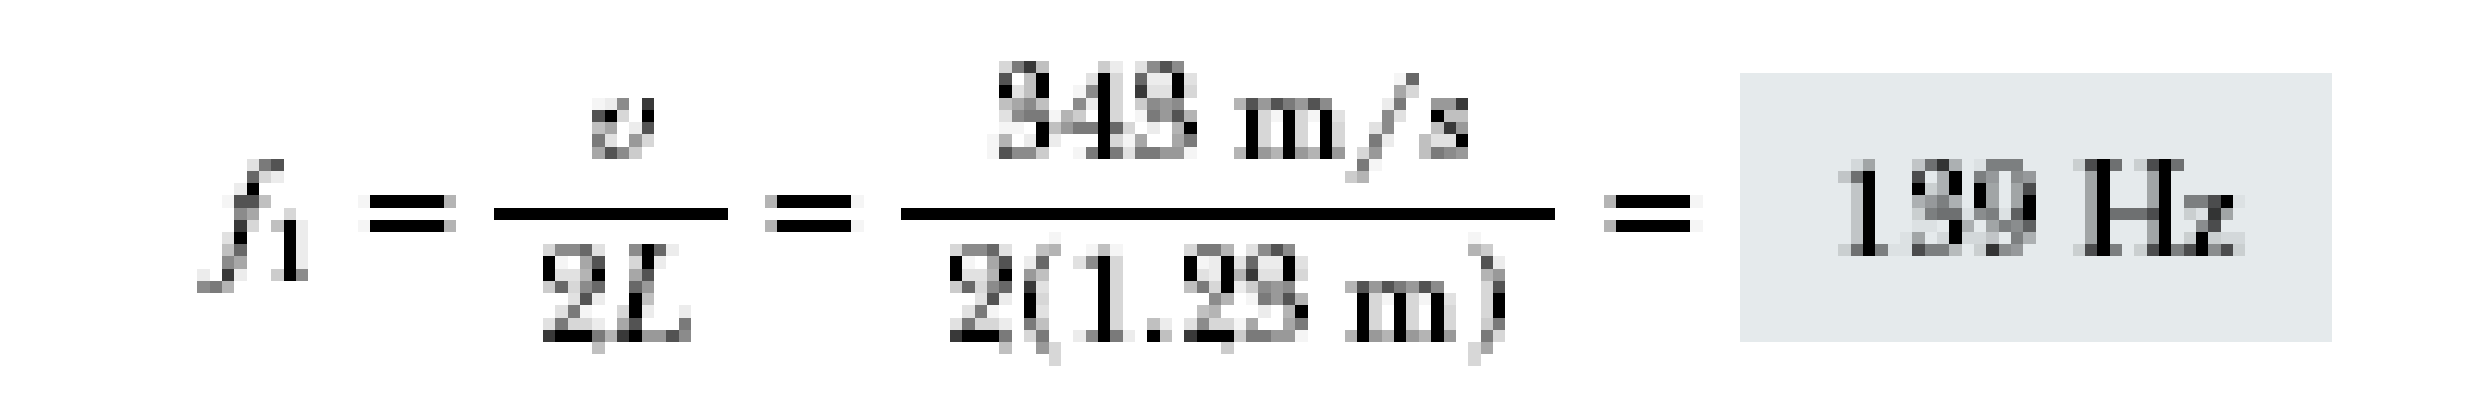 f₁ = v/2L = 343 m/s / 2(1.23 m) = 139 Hz